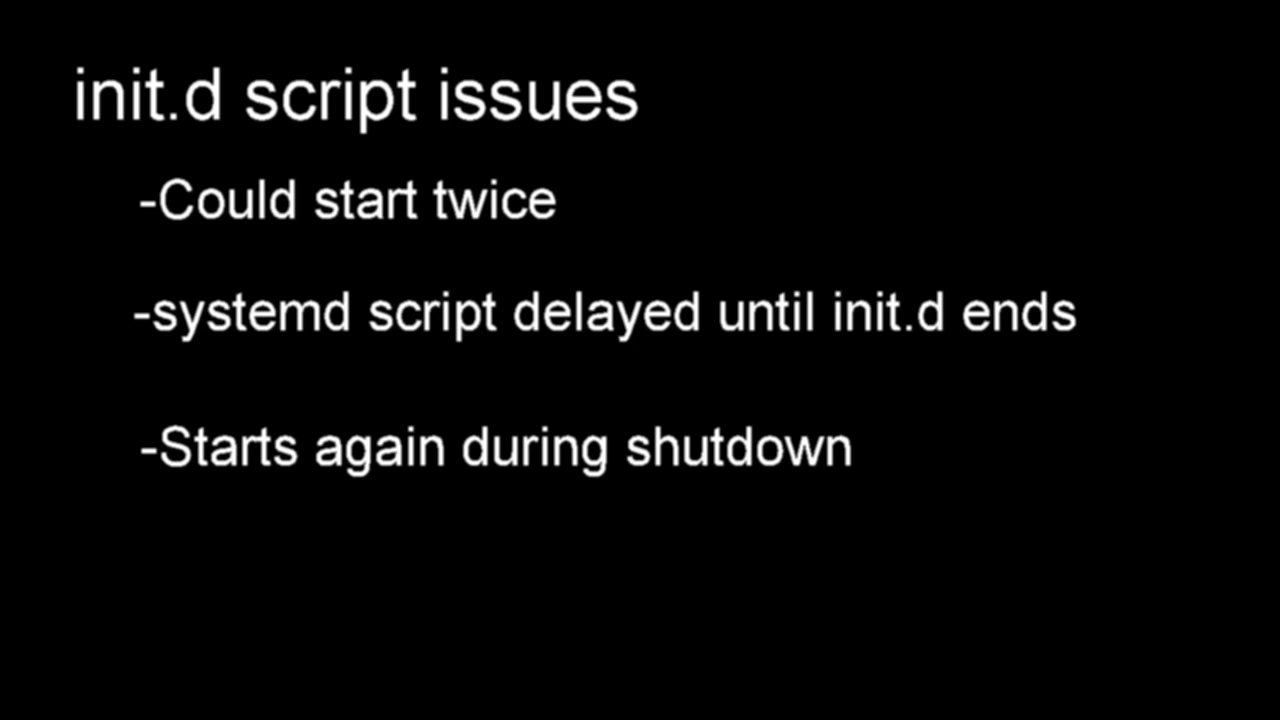 init.d script issues
-Could start twice
-systemd script delayed until init.d ends
-Starts again during shutdown